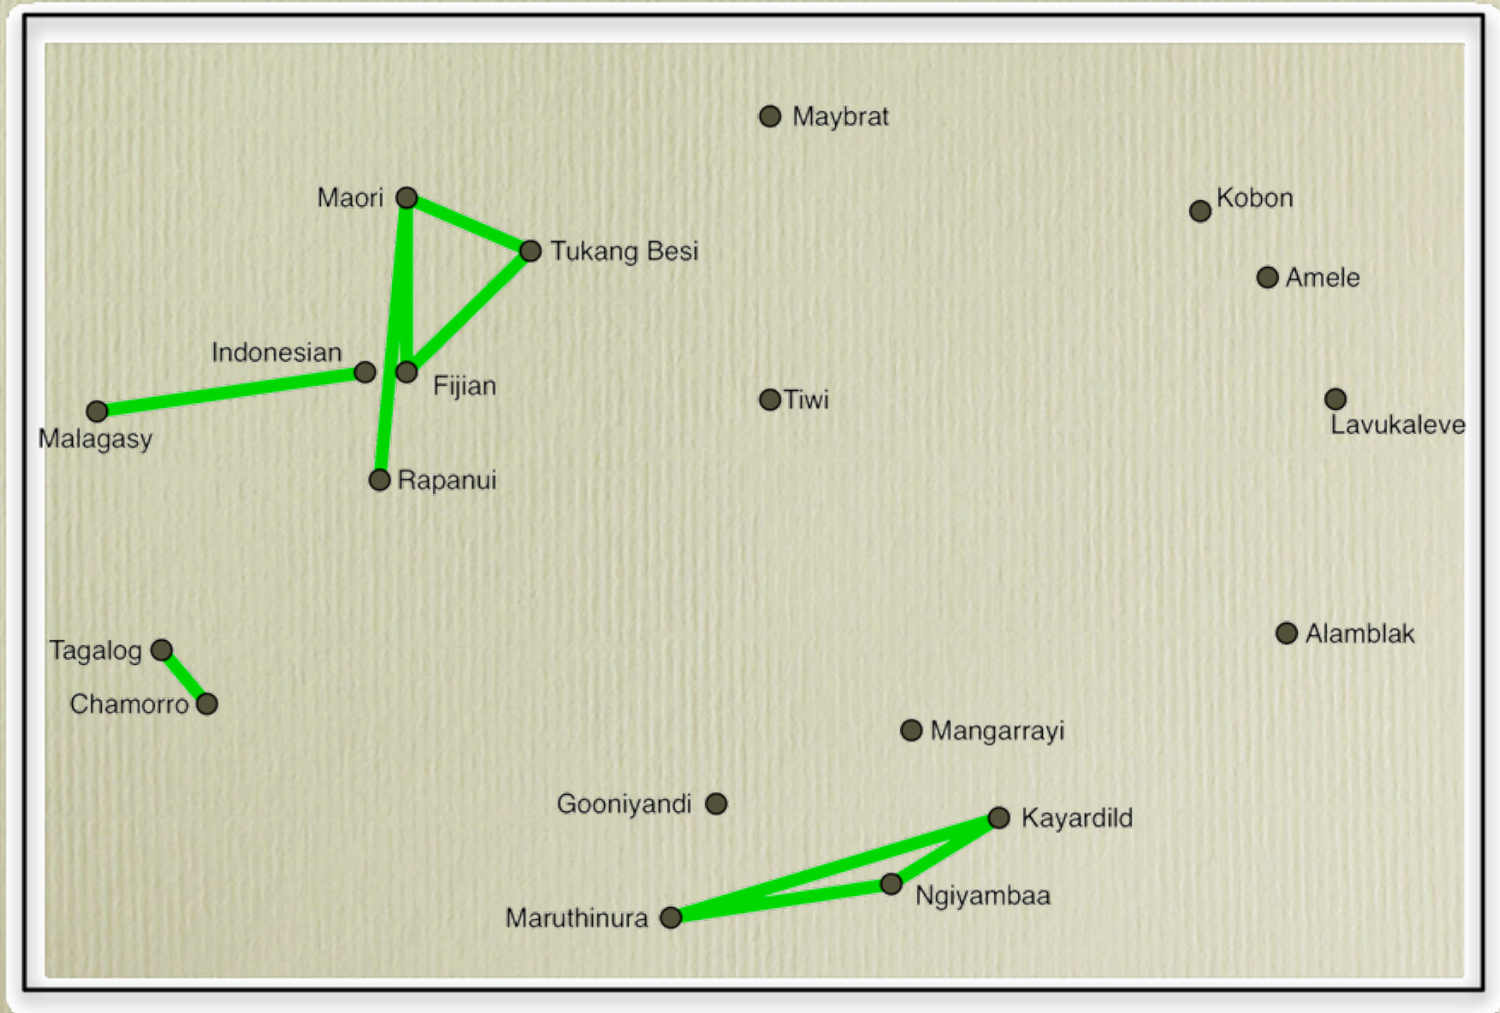 Maybrat
Maori
Kobon
Tukang Besi
Amele
Indonesian
Fijian
Tiwi
Malagasy
Lavukaleve
Rapanui
Tagalog
Alamblak
Chamorro
Mangarrayi
Gooniyandi
Kayardild
Ngiyambaa
Maruthinura